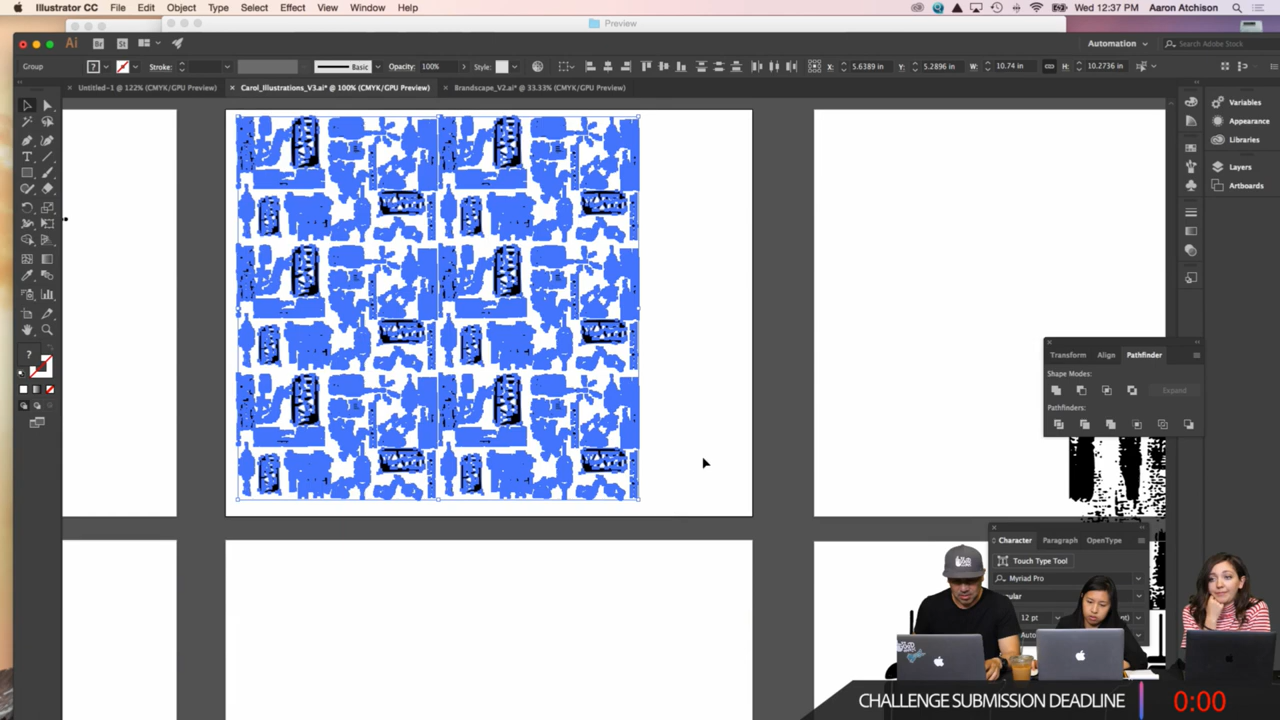 Illustrator CC File Edit Object Type Select Effect View Window Help
Wednesday 12:37 PM Aaron Atchison
Preview
Ai Br St Automation Search Adobe Stock
Group Stroke: Basic Opacity: 100% Style: X: 5.6389 in Y: 5.2896 in W: 10.74 in H: 10.2736 in
× Untitled-1 @ 122% (CMYK/GPU Preview) × Carol_Illustrations_V3.ai* @ 100% (CMYK/GPU Preview) × Brandscape_V2.ai* @ 33.33% (CMYK/GPU Preview)
Variables
Appearance
Libraries
Layers
Artboards
Transform Align Pathfinder
Shape Modes:
Expand
Pathfinders:
Character Paragraph OpenType
Touch Type Tool
Myriad Pro
12 pt
CHALLENGE SUBMISSION DEADLINE 0:00